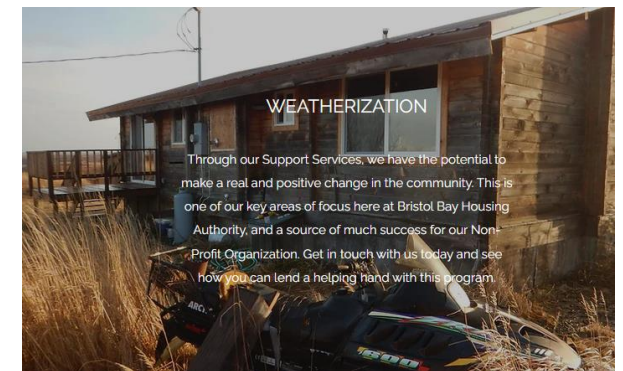 WEATHERIZATION
Through our Support Services, we have the potential to
make a real and positive change in the community. This is
one of our key areas of focus here at Bristol Bay Housing
Authority, and a source of much success for our Non-
Profit Organization. Get in touch with us today and see
how you can lend a helping hand with this program.
ARCTIC
600